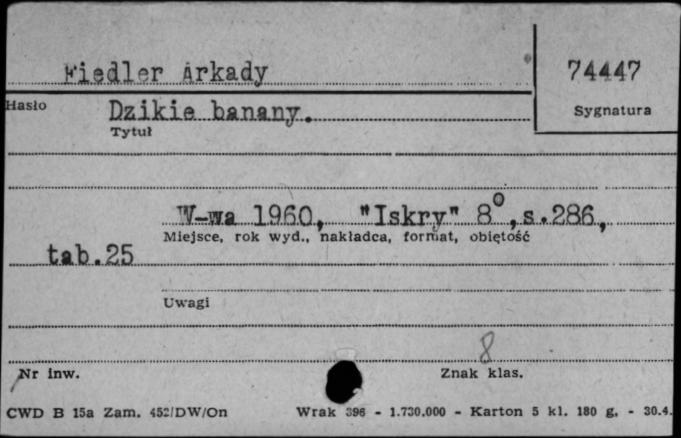 Fiedler Arkady
74447
Hasło
Dzikie banany.
Sygnatura
Tytuł
W-wa 1960, "Iskry" 8⁰,s.286,
Miejsce, rok wyd., nakładca, format, objętość
tab.25
Uwagi
8
Nr inw.
Znak klas.
CWD B 15a Zam. 452/DW/On Wrak 396 - 1.730.000 - Karton 5 kl. 180 g. - 30.4.